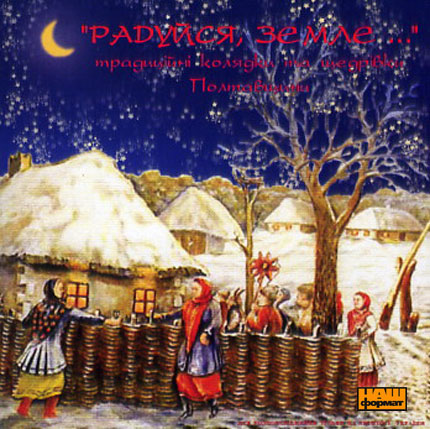 "РАДУЙСЯ, ЗЕМЛЕ ..."
традиційні колядки та щедрівки
Полтавщини
НАШ
формат